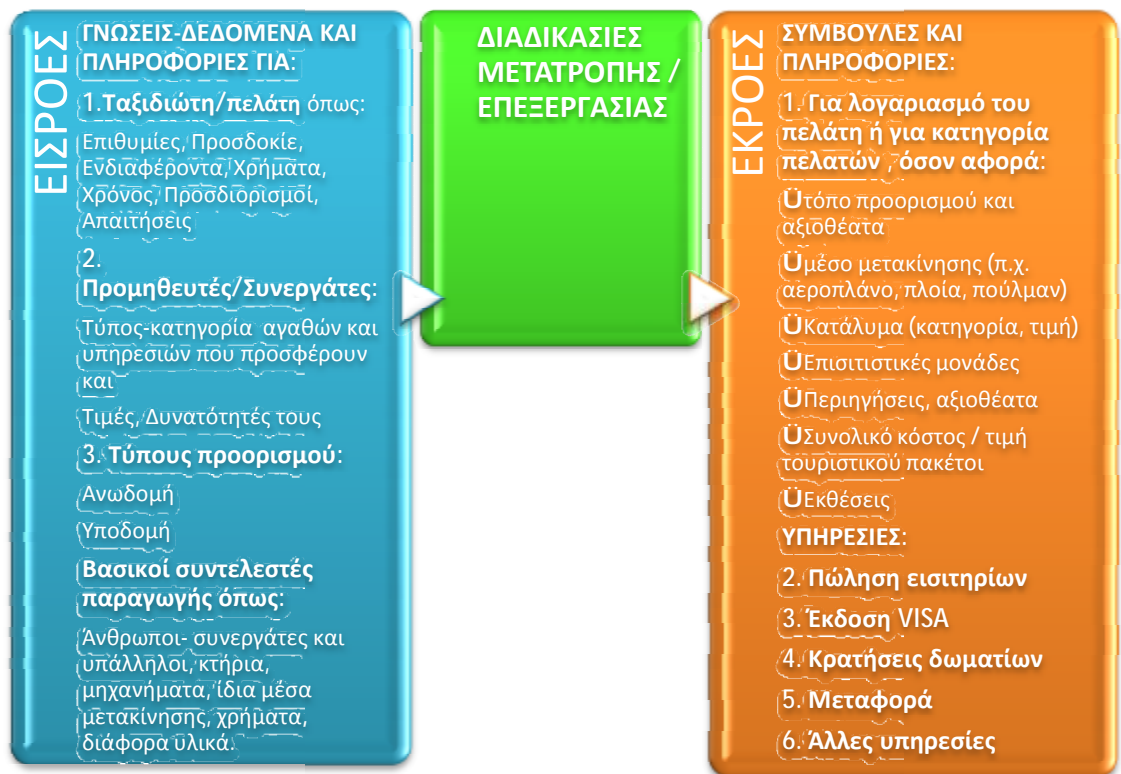 ΕΙΣΡΟΕΣ
ΓΝΩΣΕΙΣ-ΔΕΔΟΜΕΝΑ ΚΑΙ
ΠΛΗΡΟΦΟΡΙΕΣ ΓΙΑ:
1.Ταξιδιώτη/πελάτη όπως:
Επιθυμίες, Προσδοκίε,
Ενδιαφέροντα, Χρήματα,
Χρόνος, Προσδιορισμοί,
Απαιτήσεις
2.
Προμηθευτές/Συνεργάτες:
Τύπος-κατηγορία αγαθών και
υπηρεσιών που προσφέρουν
και
Τιμές, Δυνατότητές τους
3. Τύπους προορισμού:
Ανωδομή
Υποδομή
Βασικοί συντελεστές
παραγωγής όπως:
Άνθρωποι- συνεργάτες και
υπάλληλοι, κτήρια,
μηχανήματα, ίδια μέσα
μετακίνησης, χρήματα,
διάφορα υλικά.
ΔΙΑΔΙΚΑΣΙΕΣ
ΜΕΤΑΤΡΟΠΗΣ /
ΕΠΕΞΕΡΓΑΣΙΑΣ
ΕΚΡΟΕΣ
ΣΥΜΒΟΥΛΕΣ ΚΑΙ
ΠΛΗΡΟΦΟΡΙΕΣ:
1. Για λογαριασμό του
πελάτη ή για κατηγορία
πελατών , όσον αφορά:
Üτόπο προορισμού και
αξιοθέατα
Üμέσο μετακίνησης (π.χ.
αεροπλάνο, πλοία, πούλμαν)
ÜΚατάλυμα (κατηγορία, τιμή)
ÜΕπισιτιστικές μονάδες
ÜΠεριηγήσεις, αξιοθέατα
ÜΣυνολικό κόστος / τιμή
τουριστικού πακέτοι
ÜΕκθέσεις
ΥΠΗΡΕΣΙΕΣ:
2. Πώληση εισιτηρίων
3. Έκδοση VISA
4. Κρατήσεις δωματίων
5. Μεταφορά
6. Άλλες υπηρεσίες